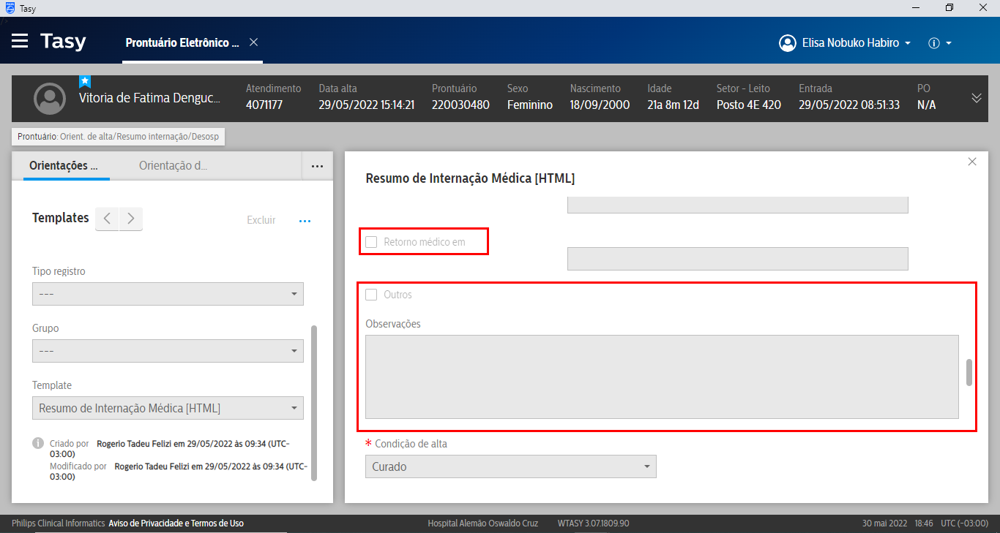 Tasy
Tasy
Prontuário Eletrônico ...
Elisa Nobuko Habiro
Vitoria de Fatima Denguc...
Atendimento
4071177
Data alta
29/05/2022 15:14:21
Prontuário
220030480
Sexo
Feminino
Nascimento
18/09/2000
Idade
21a 8m 12d
Setor - Leito
Posto 4E 420
Entrada
29/05/2022 08:51:33
PO
N/A
Prontuário: Orient. de alta/Resumo internação/Desosp
Orientações ...
Orientação d...
Templates
Excluir
Tipo registro
---
Grupo
---
Template
Resumo de Internação Médica [HTML]
Criado por Rogerio Tadeu Felizi em 29/05/2022 às 09:34 (UTC-
03:00)
Modificado por Rogerio Tadeu Felizi em 29/05/2022 às 09:34 (UTC-
03:00)
Resumo de Internação Médica [HTML]
Retorno médico em
Outros
Observações
* Condição de alta
Curado
Philips Clinical Informatics Aviso de Privacidade e Termos de Uso
Hospital Alemão Oswaldo Cruz
WTASY 3.07.1809.90
30 mai 2022 18:46 UTC (-03:00)